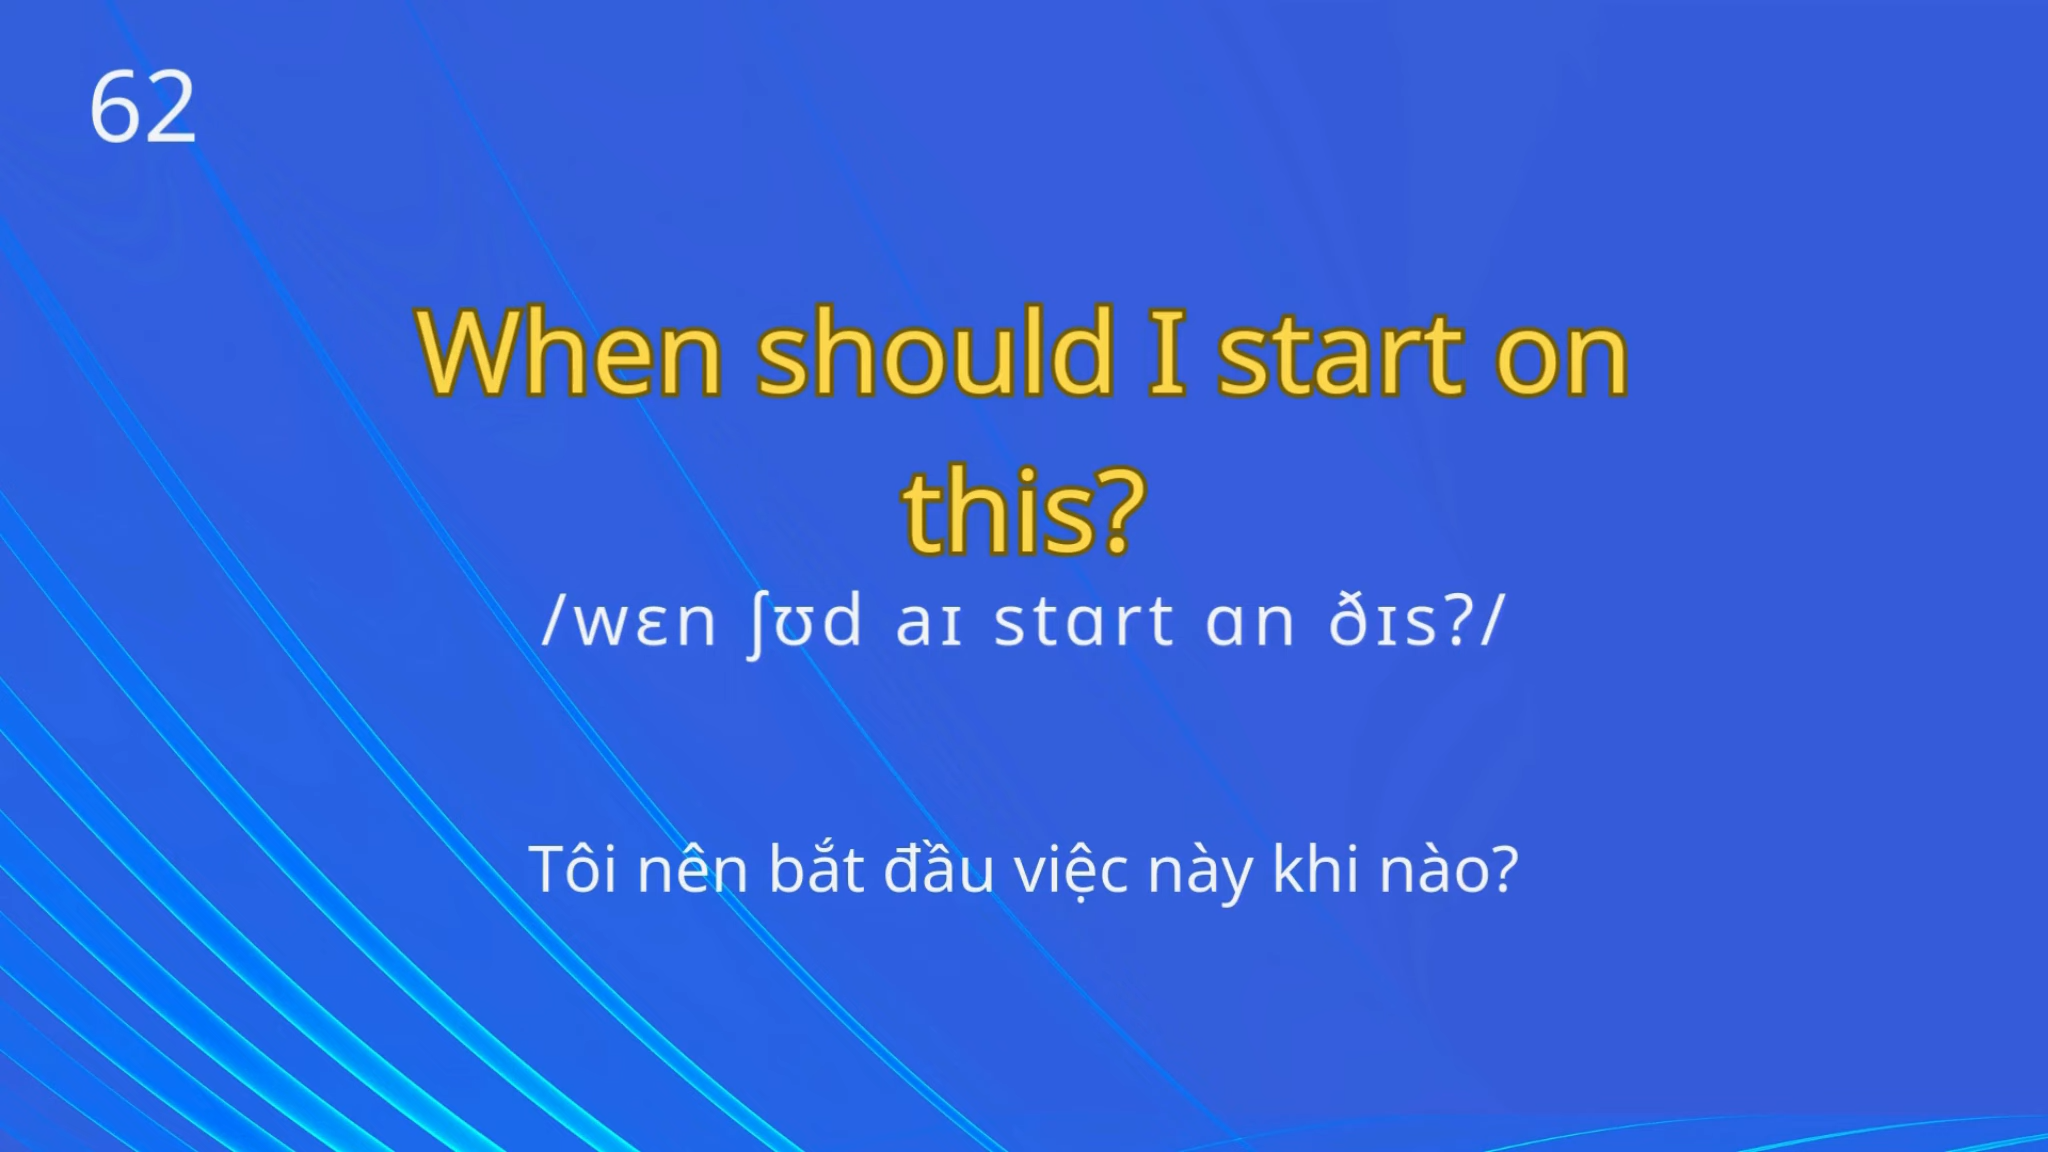 62
When should I start on
this?
/wɛn ʃʊd aɪ stɑrt ɑn ðɪs?/
Tôi nên bắt đầu việc này khi nào?